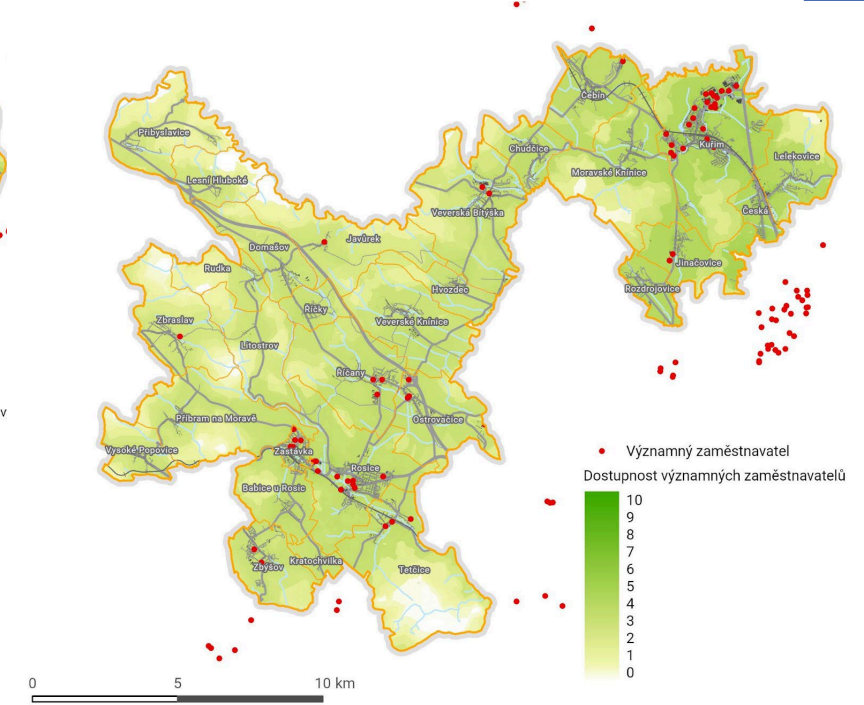 Čebín
Přibyslavice
Chudčice
Kuřim
Lelekovice
Moravské Knínice
Lesní Hluboké
Veverská Bítýška
Česká
Javůrek
Domašov
Jinačovice
Rudka
Rozdrojovice
Hvozdec
Říčky
Zbraslav
Veverské Knínice
Litostrov
Říčany
v
Příbram na Moravě
Ostrovačice
Vysoké Popovice
Zastávka
Významný zaměstnavatel
Rosice
Dostupnost významných zaměstnavatelů
Babice u Rosic
10
9
8
7
6
5
4
3
2
1
0
Kratochvilka
Zbýšov
Tetčice
0 5 10 km